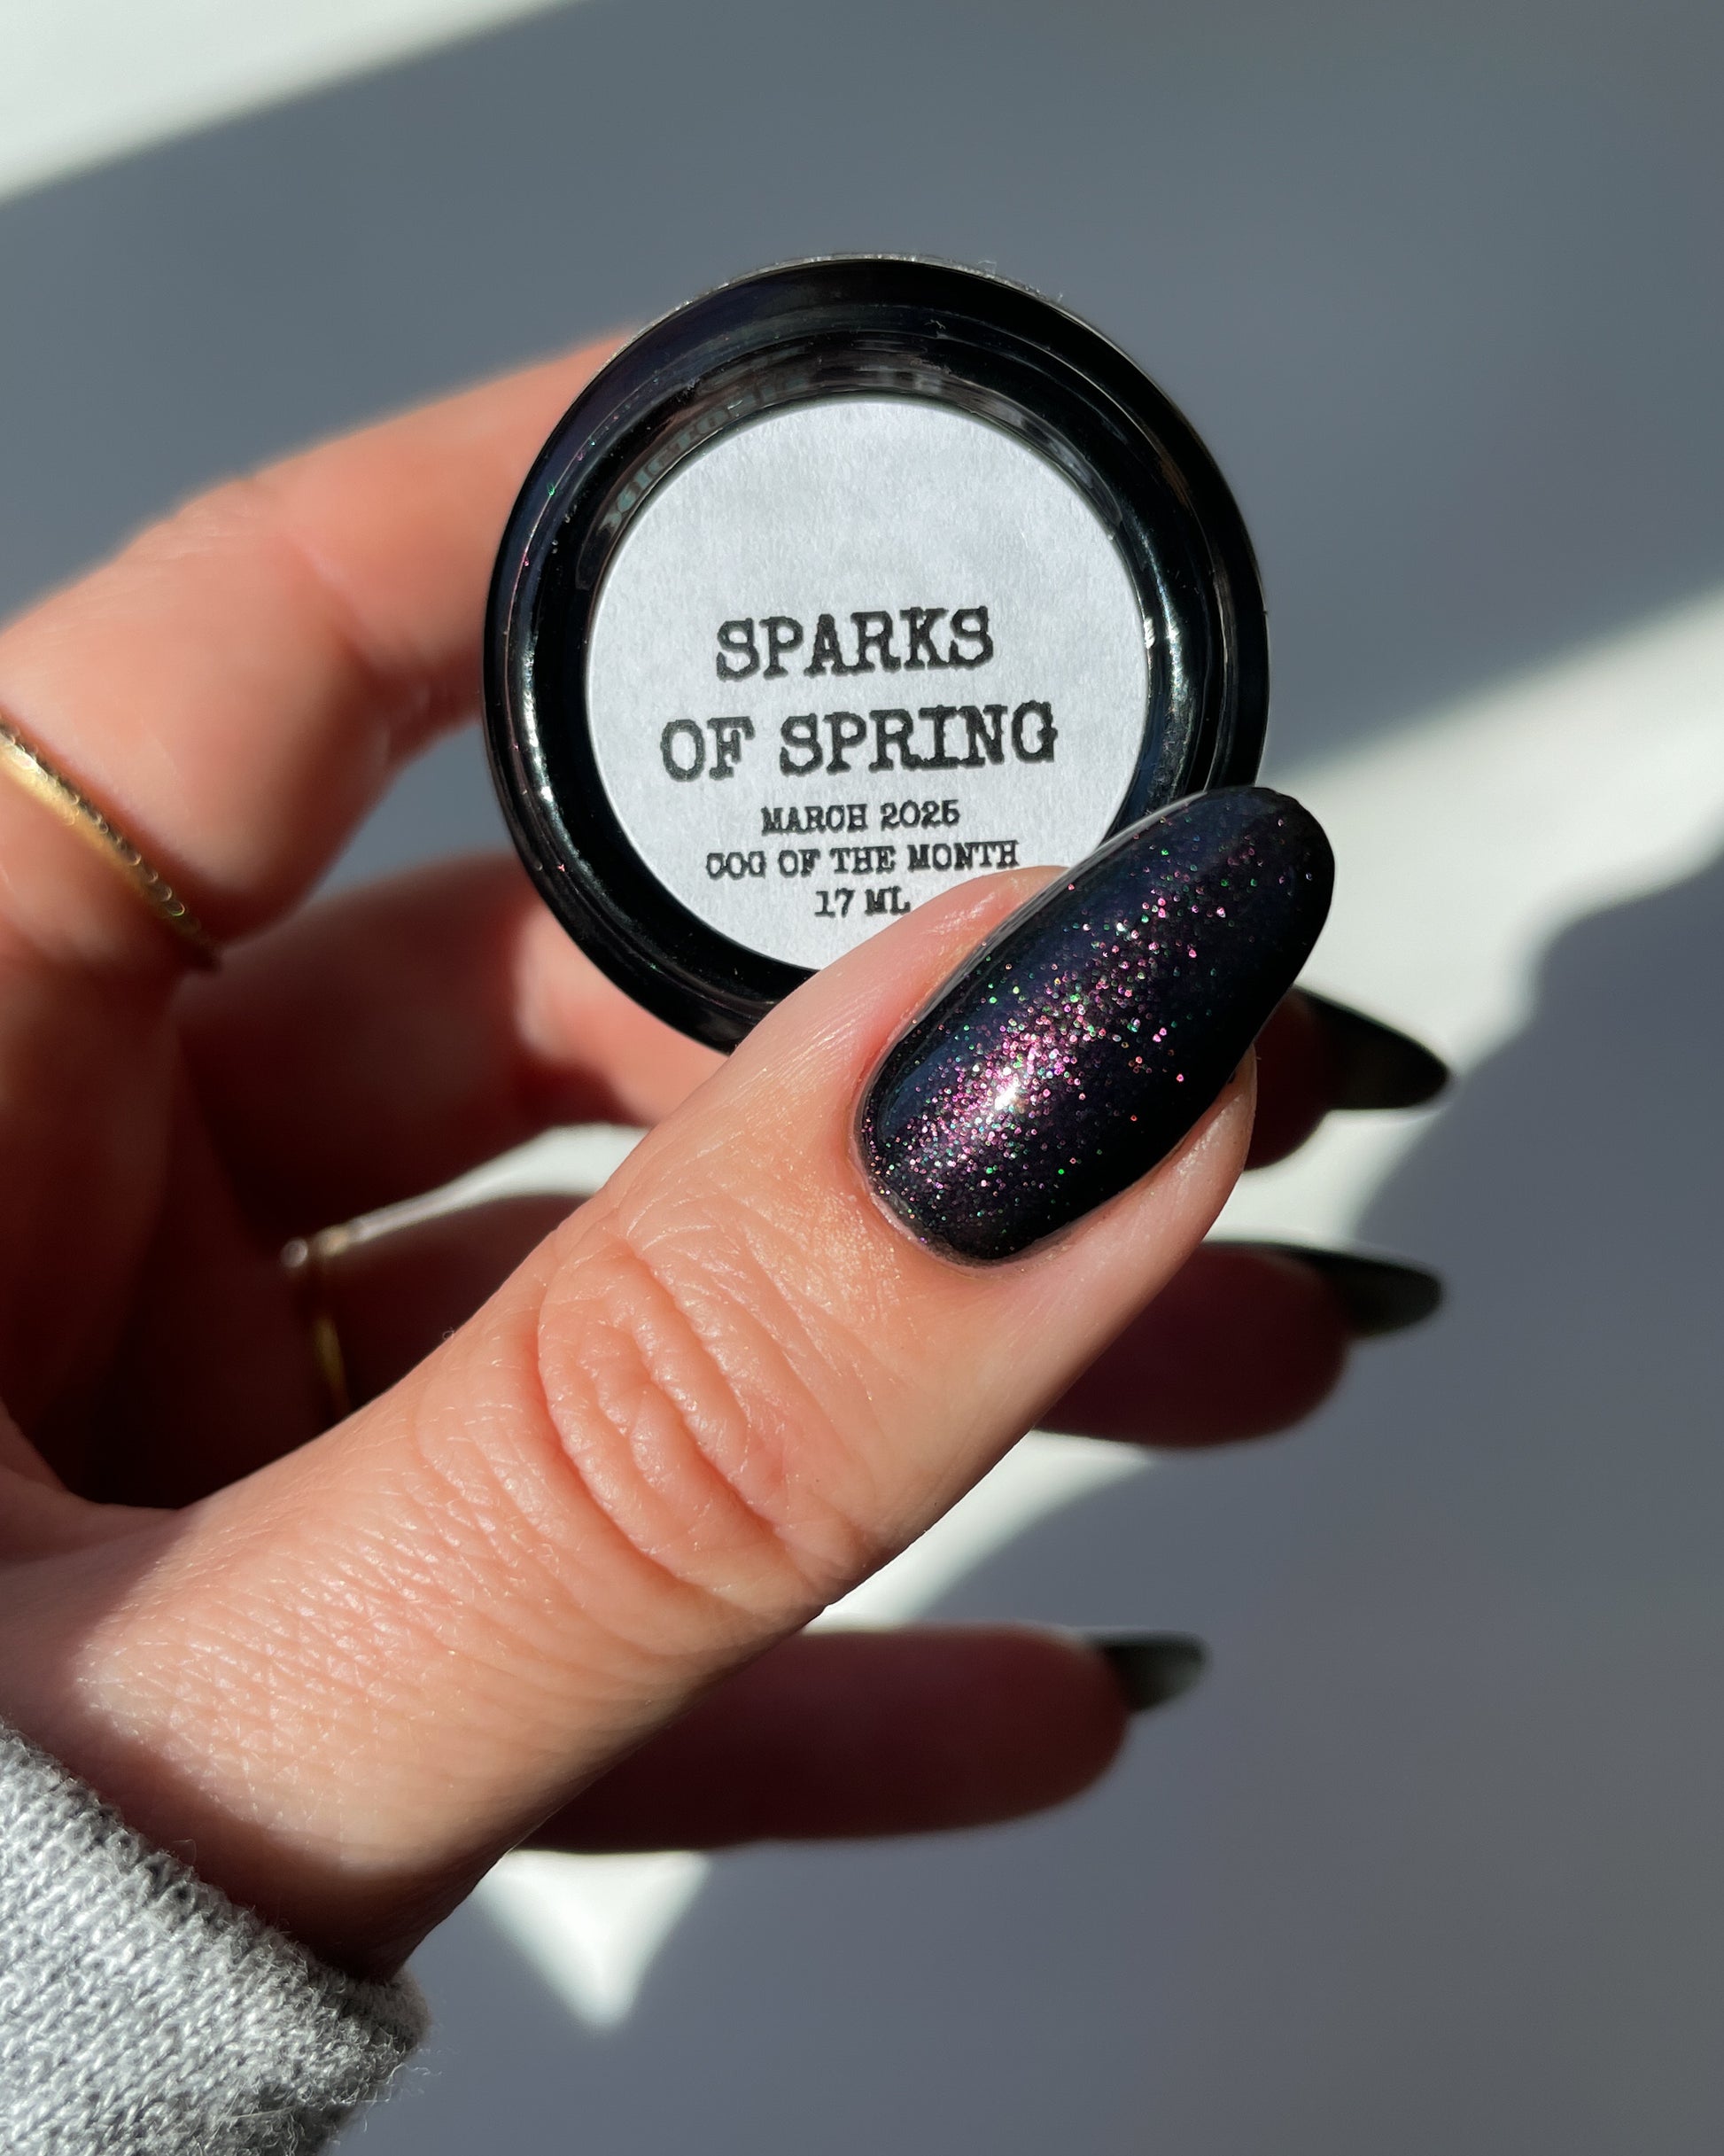 SPARKS
OF SPRING
MARCH 2025
COG OF THE MONTH
17 ML